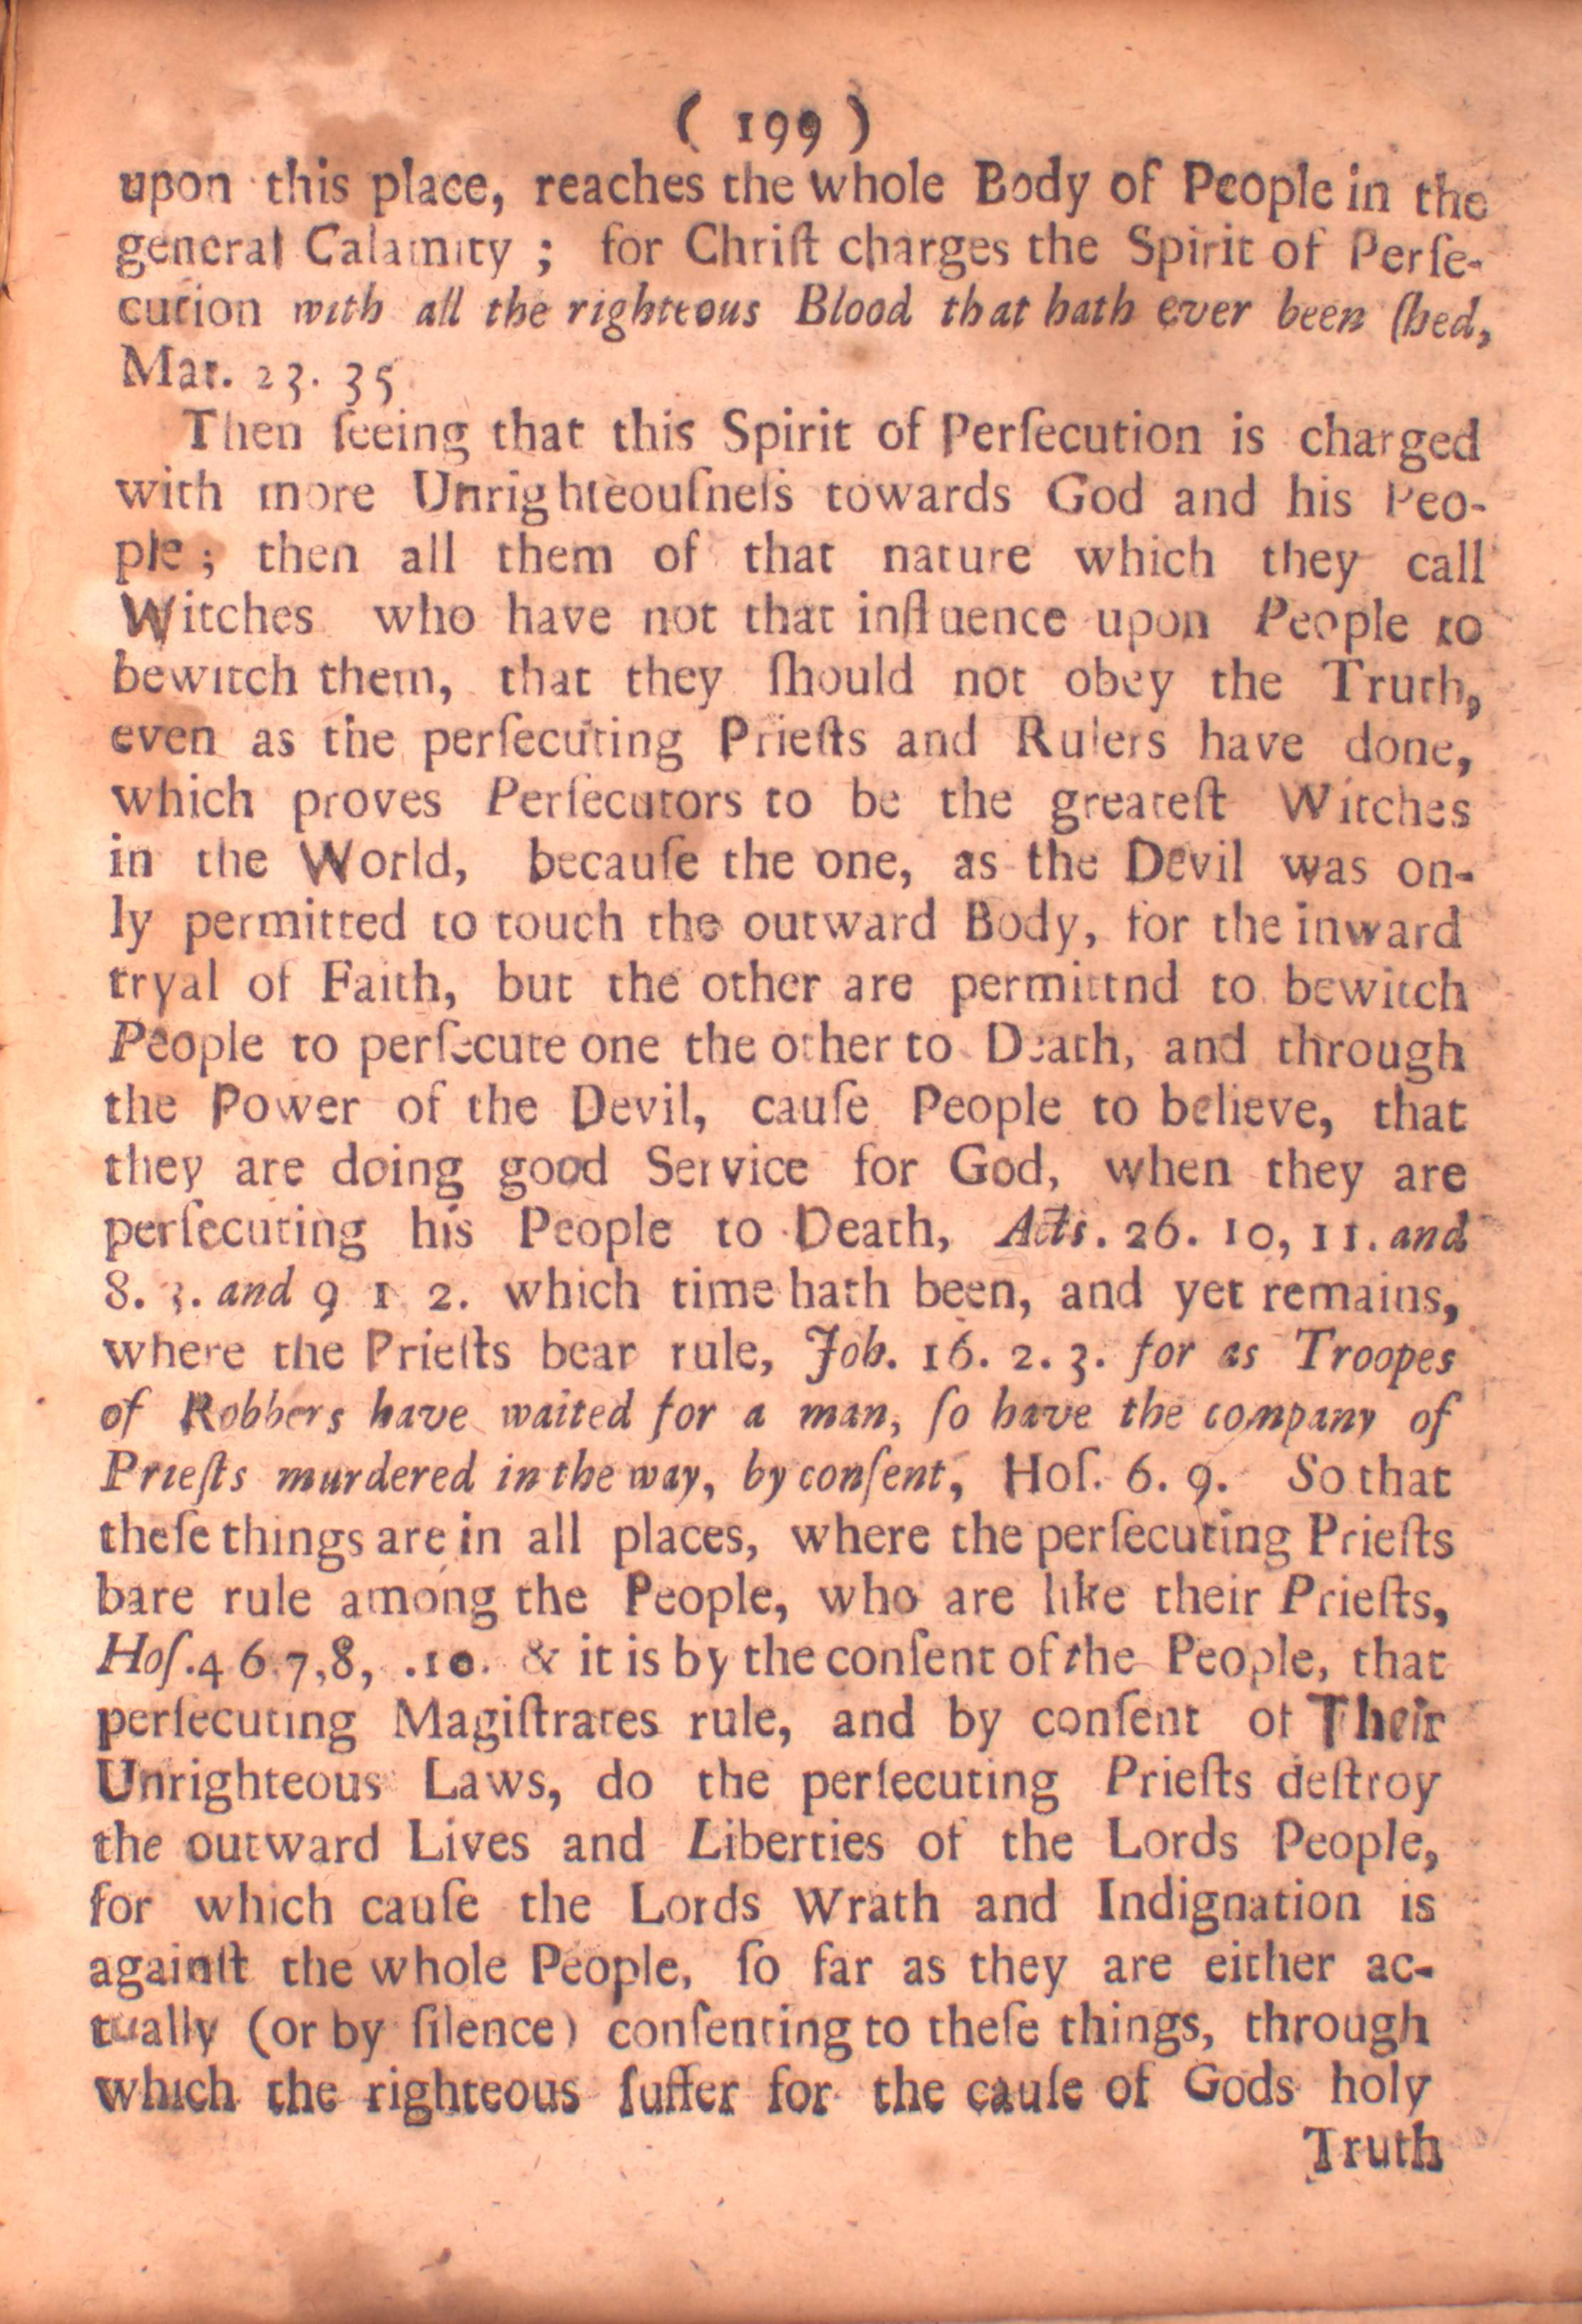 ( 199 )
upon this place, reaches the whole Body of People in the
general Calamity ; for Chriſt charges the Spirit of Perſe-
cution with all the righteous Blood that hath ever been ſhed,
Mat. 23. 35
Then ſeeing that this Spirit of Perſecution is charged
with more Unrighteouſneſs towards God and his Peo-
ple ; then all them of that nature which they call
Witches who have not that influence upon People to
bewitch them, that they ſhould not obey the Truth,
even as the perſecuting Prieſts and Rulers have done,
which proves Perſecutors to be the greateſt Witches
in the World, becauſe the one, as the Devil was on-
ly permitted to touch the outward Body, for the inward
tryal of Faith, but the other are permittnd to bewitch
People to perſecute one the other to Death, and through
the Power of the Devil, cauſe People to believe, that
they are doing good Service for God, when they are
perſecuting his People to Death, Acts. 26. 10, 11. and
8. 3. and 9 1 2. which time hath been, and yet remains,
where the Prieſts bear rule, Joh. 16. 2. 3. for as Troopes
of Robbers have waited for a man, ſo have the company of
Prieſts murdered in the way, by conſent, Hoſ. 6. 9. So that
theſe things are in all places, where the perſecuting Prieſts
bare rule among the People, who are like their Prieſts,
Hoſ. 4 6.7,8, .10. & it is by the conſent of the People, that
perſecuting Magiſtrates rule, and by conſent of Their
Unrighteous Laws, do the perſecuting Prieſts deſtroy
the outward Lives and Liberties of the Lords People,
for which cauſe the Lords Wrath and Indignation is
againſt the whole People, ſo far as they are either ac-
tually (or by ſilence) conſenting to theſe things, through
which the righteous ſuffer for the cauſe of Gods holy
Truth